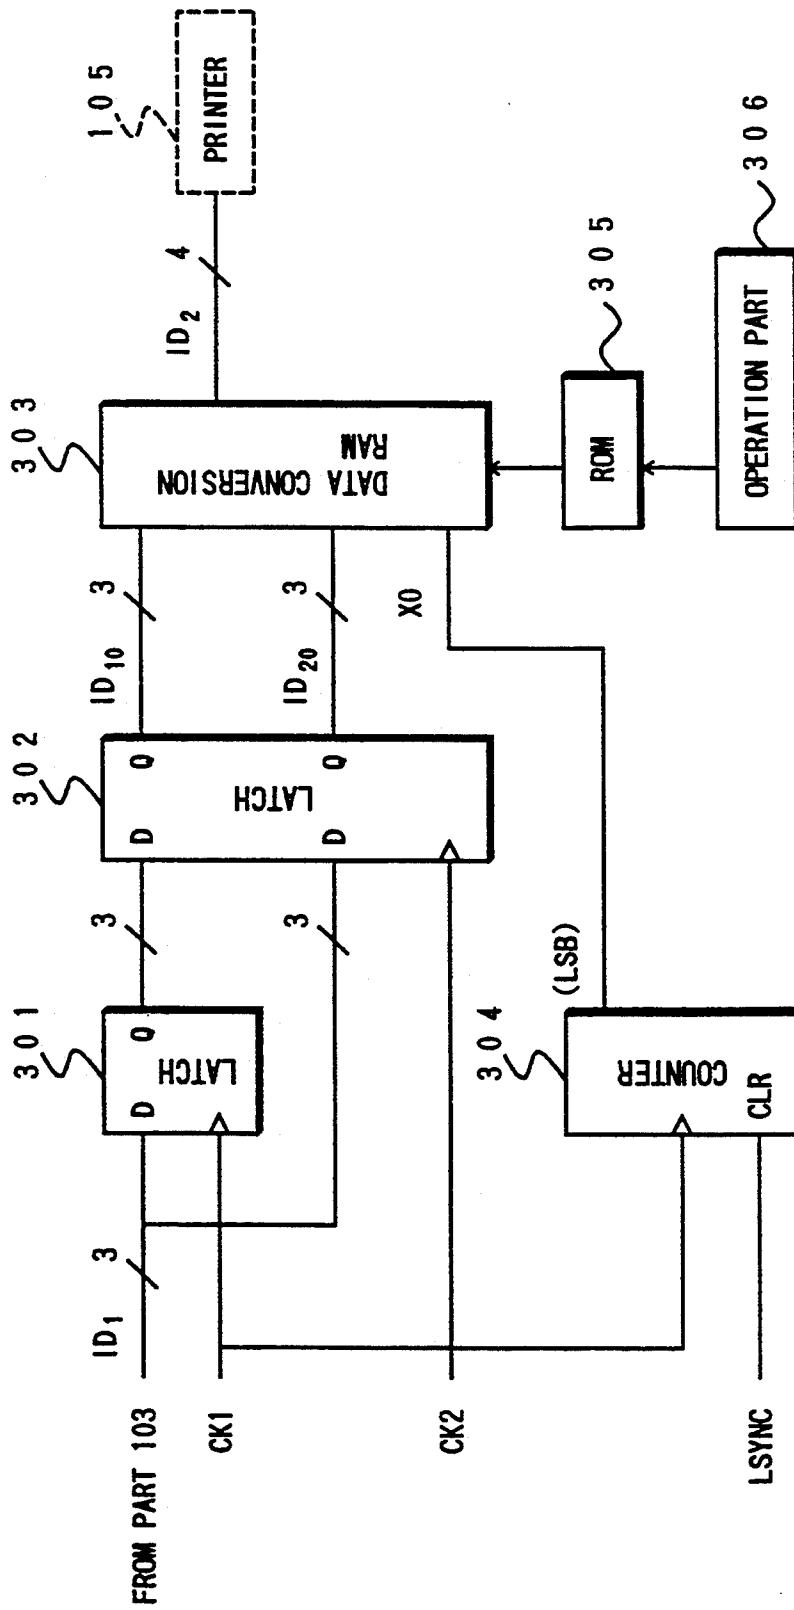 FROM PART 103
ID1
3
CK1
CK2
LSYNC
301
D
Q
LATCH
3
3
304
COUNTER
CLR
(LSB)
302
D
Q
LATCH
D
Q
ID10
3
ID20
3
X0
303
DATA CONVERSION
RAM
ID2
4
105
PRINTER
305
ROM
306
OPERATION PART